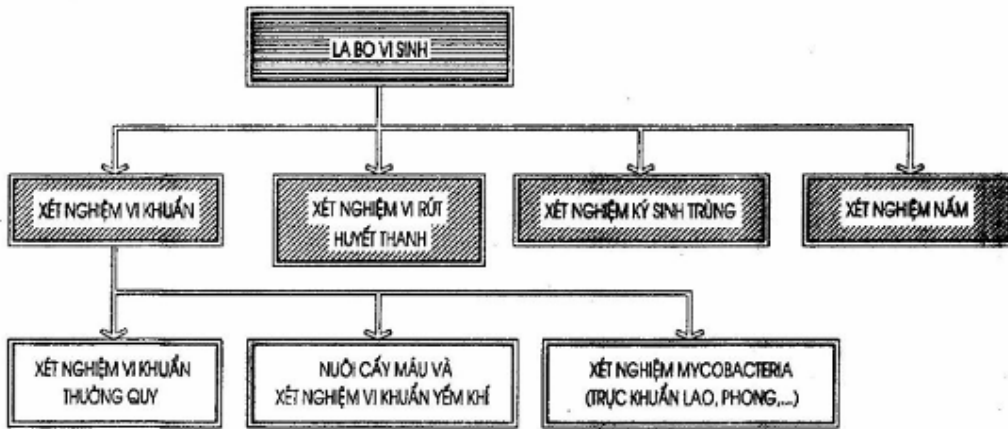 LA BO VI SINH
XÉT NGHIỆM VI KHUẨN
XÉT NGHIỆM VI RÚT
HUYẾT THANH
XÉT NGHIỆM KÝ SINH TRÙNG
XÉT NGHIỆM NẤM
XÉT NGHIỆM VI KHUẨN
THƯỜNG QUY
NUÔI CẤY MÁU VÀ
XÉT NGHIỆM VI KHUẨN YẾM KHÍ
XÉT NGHIỆM MYCOBACTERIA
(TRỰC KHUẨN LAO, PHONG,...)